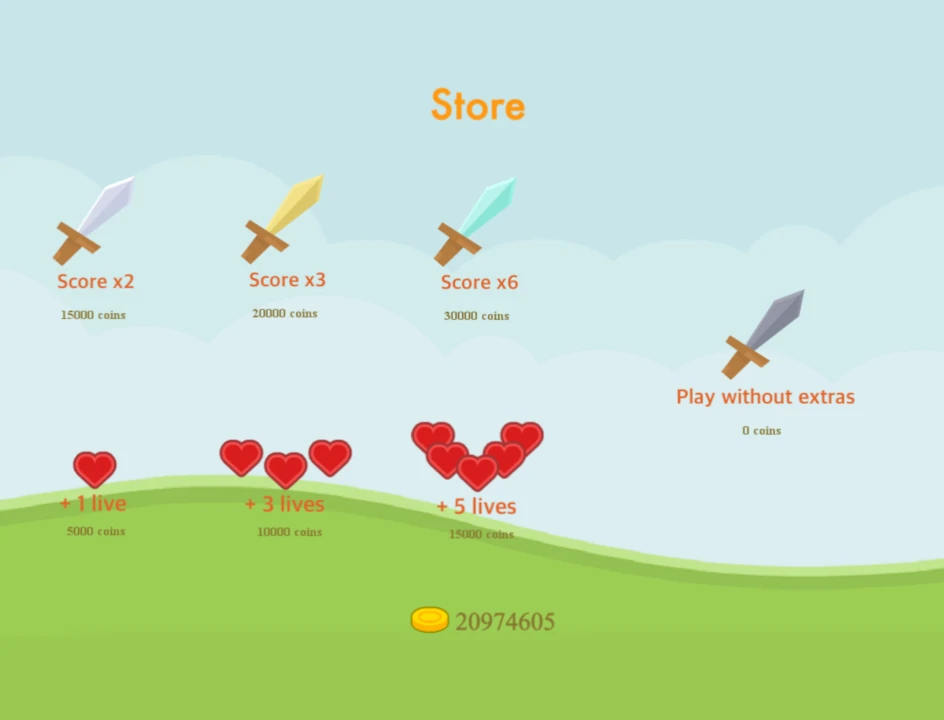 Store
Score x2
15000 coins
Score x3
20000 coins
Score x6
30000 coins
Play without extras
0 coins
+ 1 live
5000 coins
+ 3 lives
10000 coins
+ 5 lives
15000 coins
20974605